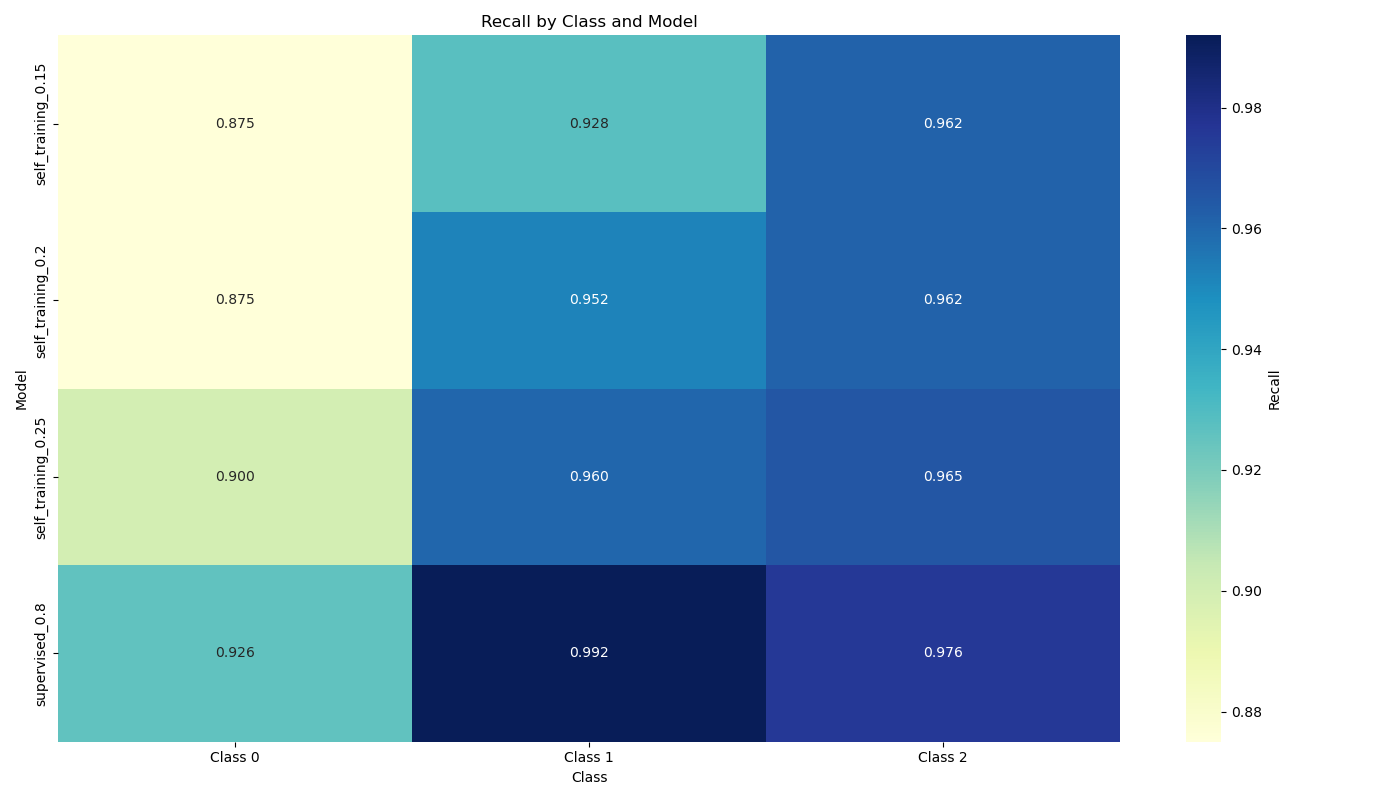 Recall by Class and Model
Model
self_training_0.15
0.875
0.928
0.962
self_training_0.2
0.875
0.952
0.962
self_training_0.25
0.900
0.960
0.965
supervised_0.8
0.926
0.992
0.976
Class 0
Class 1
Class 2
Class
0.98
0.96
0.94
0.92
0.90
0.88
Recall